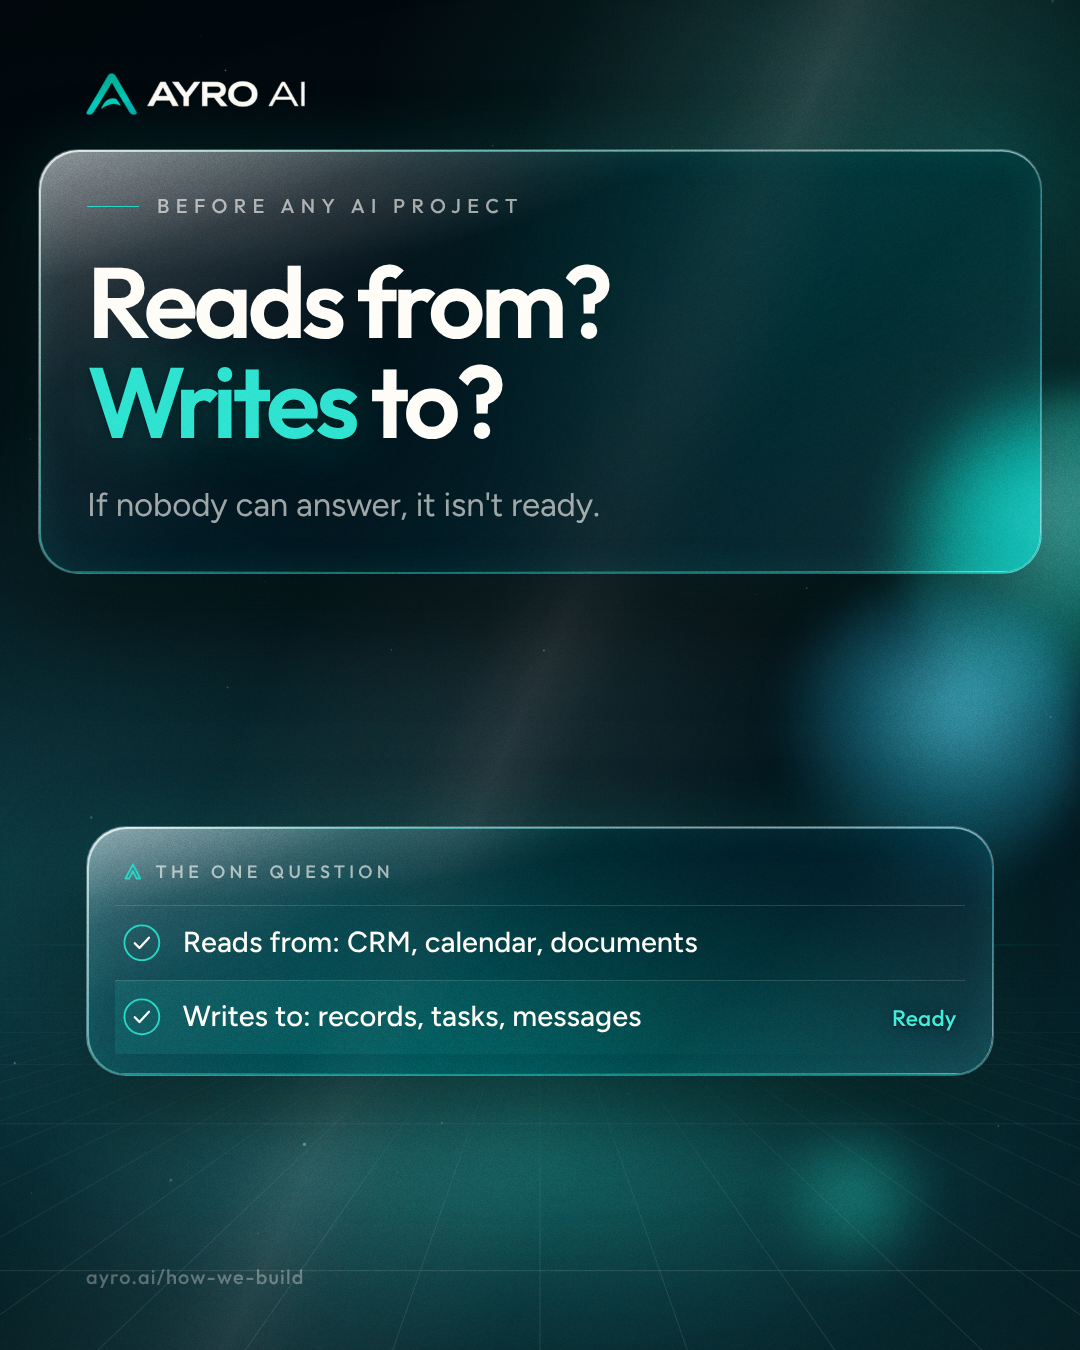 AYRO AI
BEFORE ANY AI PROJECT
Reads from?
Writes to?
If nobody can answer, it isn't ready.
THE ONE QUESTION
Reads from: CRM, calendar, documents
Writes to: records, tasks, messages
Ready
ayro.ai/how-we-build